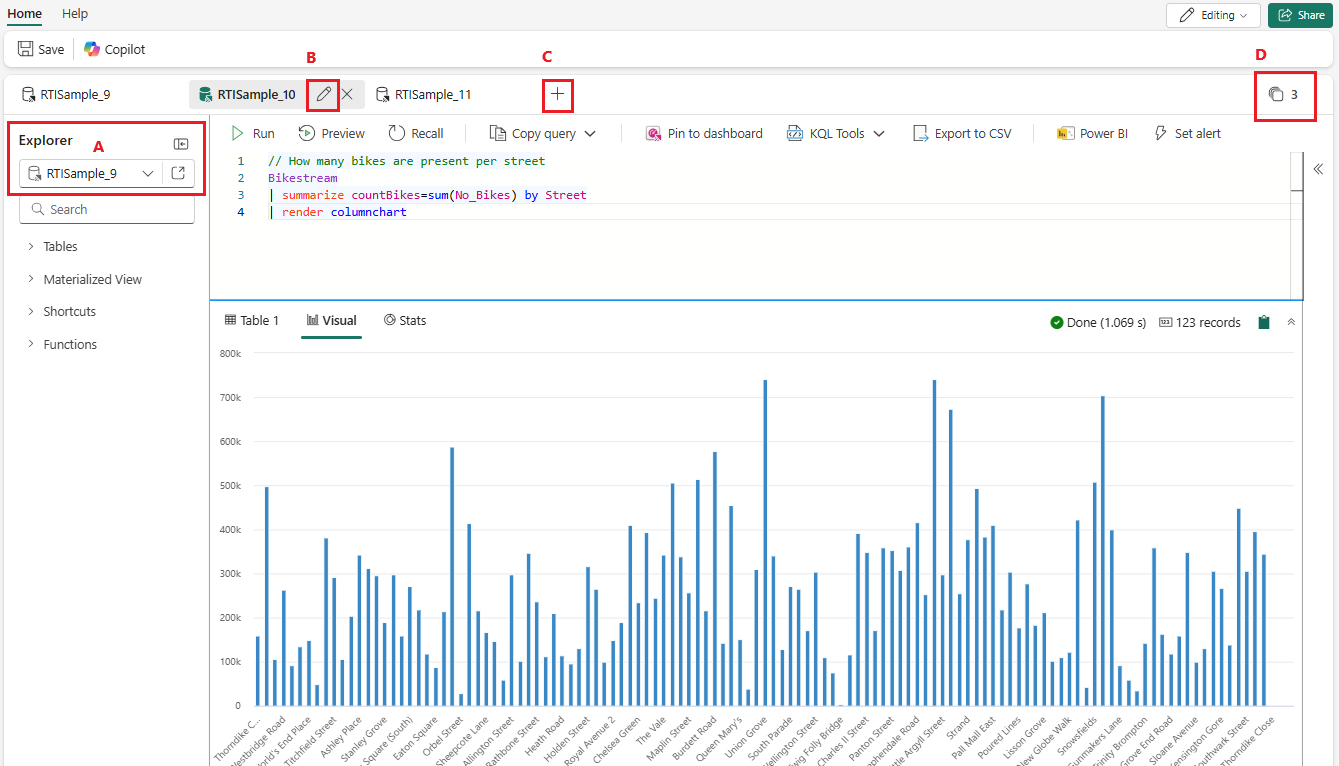 Home Help
Editing Share
Save Copilot
B C D
RTISample_9 RTISample_10 RTISample_11 3
Explorer A
RTISample_9
Search
Tables
Materialized View
Shortcuts
Functions
Run Preview Recall Copy query Pin to dashboard KQL Tools Export to CSV Power BI Set alert
1 // How many bikes are present per street
2 Bikestream
3 | summarize countBikes=sum(No_Bikes) by Street
4 | render columnchart
Table 1 Visual Stats Done (1.069 s) 123 records
800k
700k
600k
500k
400k
300k
200k
100k
0
Thorndike C...
Westbridge Road
World's End Place
Titchfield Street
Ashley Place
Stanley Grove
Square (South)
Eaton Square
Orbel Street
Sheepcote Lane
Allington Street
Rathbone Street
Heath Road
Holden Street
Royal Avenue 2
Chelsea Green
The Vale
Maplin Street
Burdett Road
Queen Mary's
Union Grove
South Parade
Wellington Street
wig Folly Bridge
Charles II Street
Panton Street
phendale Road
tle Argyll Street
Strand
Pall Mall East
Poured Lines
Lisson Grove
New Globe Walk
Snowsfields
Gunmakers Lane
Trinity Brompton
Grove End Road
Sloane Avenue
Kensington Gore
outhwark Street
Thorndike Close